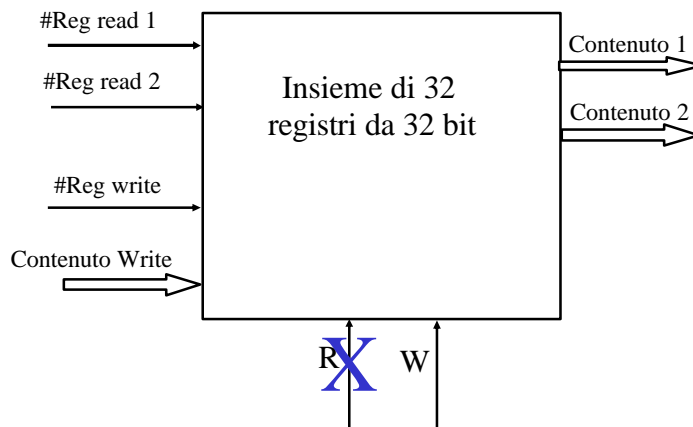 #Reg read 1
Contenuto 1
#Reg read 2
Insieme di 32
registri da 32 bit
Contenuto 2
#Reg write
Contenuto Write
R
X
W